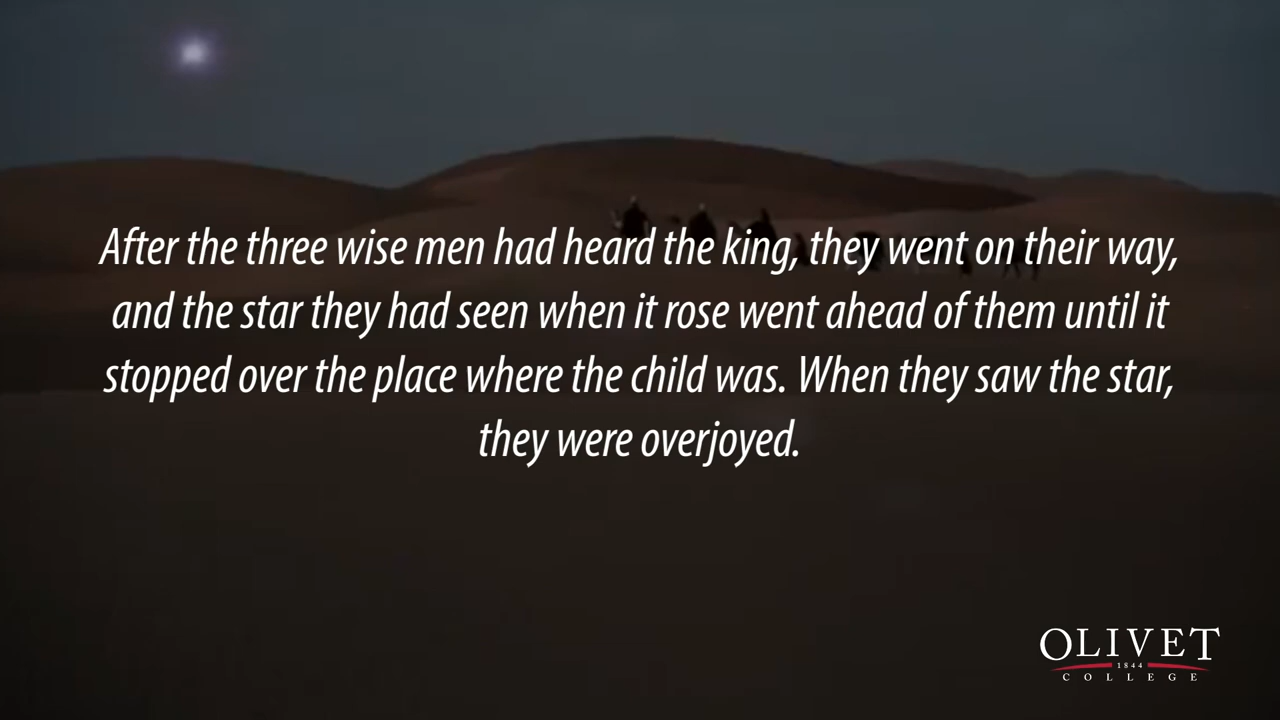 After the three wise men had heard the king, they went on their way,
and the star they had seen when it rose went ahead of them until it
stopped over the place where the child was. When they saw the star,
they were overjoyed.
OLIVET
1844
COLLEGE